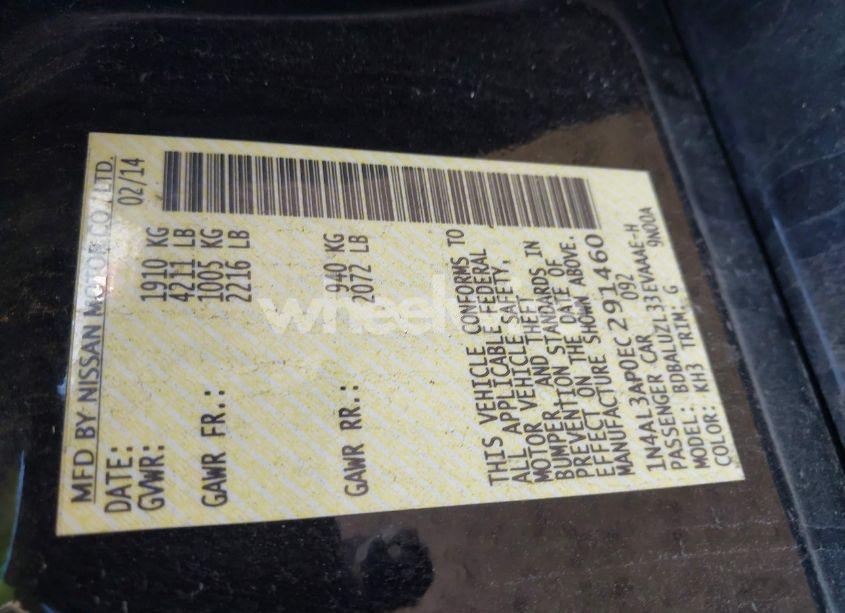 MFD BY NISSAN MOTOR CO., LTD.
DATE: 02/14
GVWR: 1910 KG
4211 LB
GAWR FR.: 1005 KG
2216 LB
GAWR RR.: 940 KG
2072 LB
THIS VEHICLE CONFORMS TO
ALL APPLICABLE FEDERAL
MOTOR VEHICLE SAFETY,
BUMPER, AND THEFT
PREVENTION STANDARDS IN
EFFECT ON THE DATE OF
MANUFACTURE SHOWN ABOVE.
1N4AL3AP0EC291460
PASSENGER CAR 092
MODEL: BDBALUZL33EVAAAE-H
COLOR: KH3 TRIM: G 9N00A
wheel